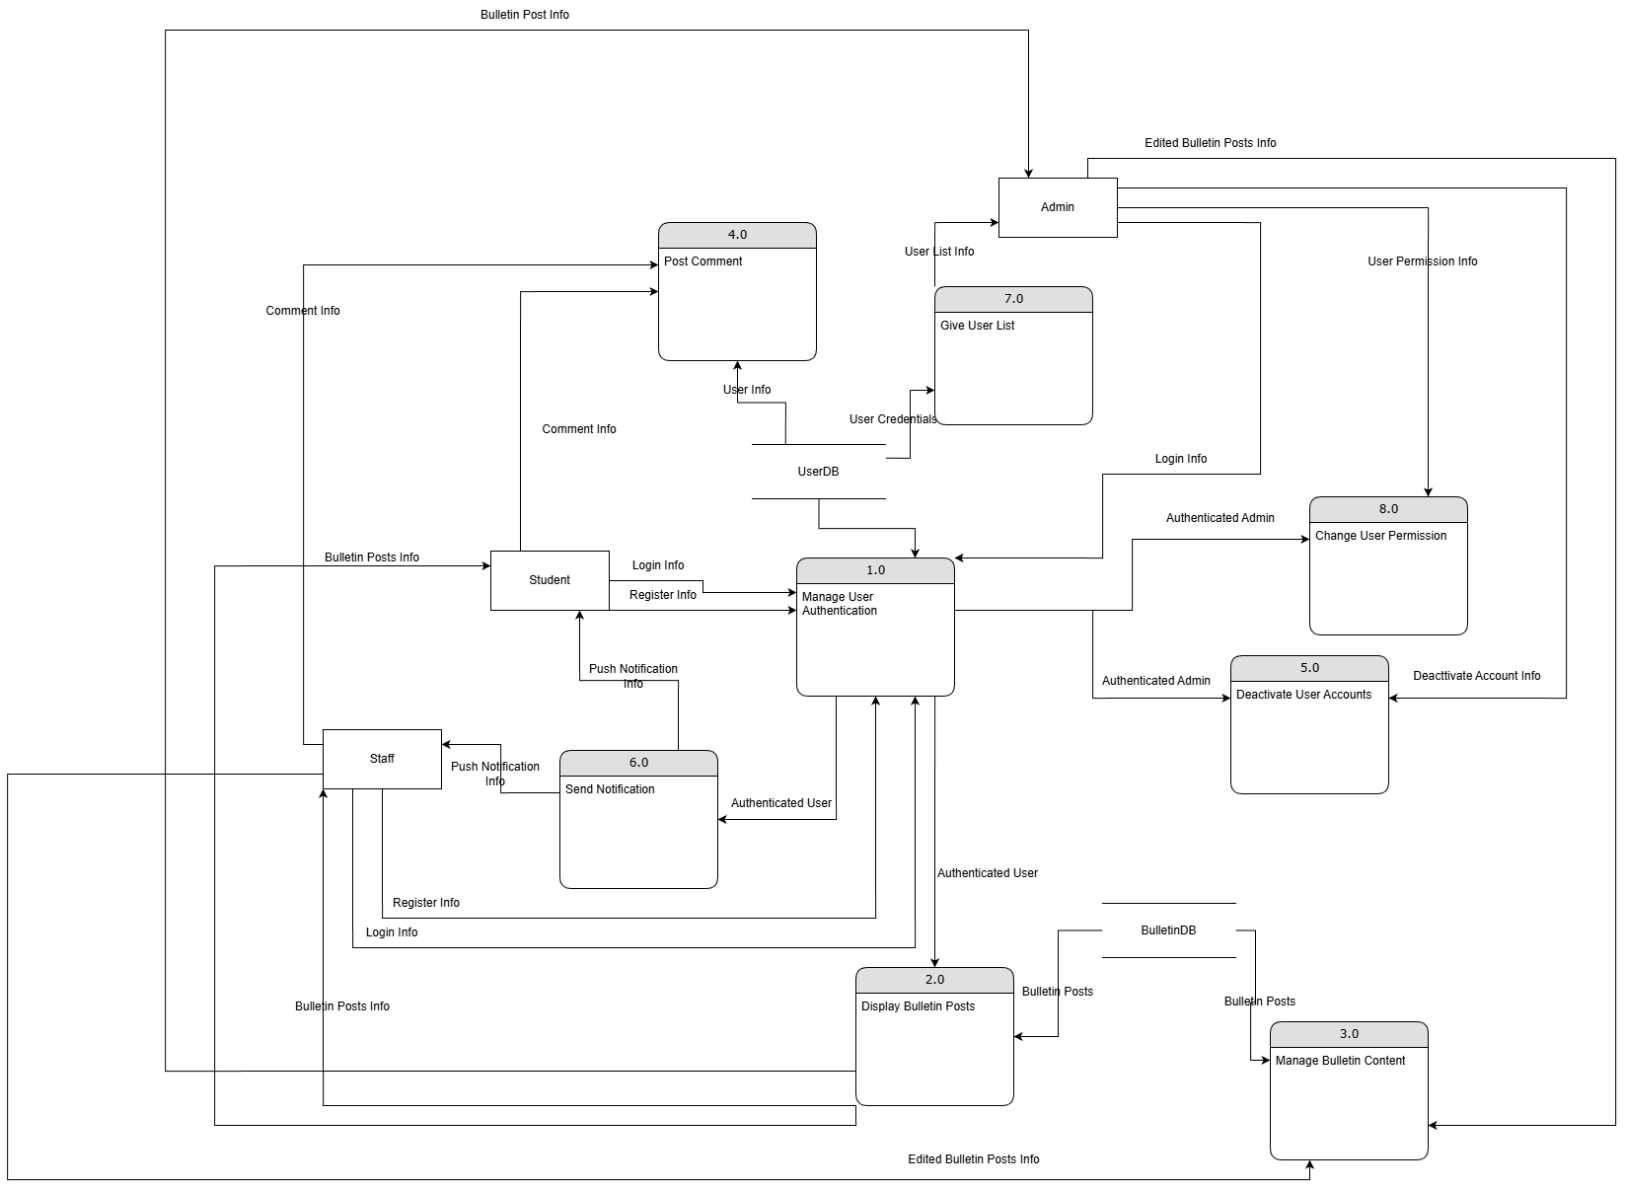 Bulletin Post Info
Edited Bulletin Posts Info
Admin
4.0
Post Comment
User List Info
User Permission Info
7.0
Give User List
Comment Info
User Info
User Credentials
Comment Info
UserDB
Login Info
8.0
Change User Permission
Authenticated Admin
Bulletin Posts Info
Student
Login Info
Register Info
1.0
Manage User
Authentication
Push Notification
Info
Authenticated Admin
5.0
Deactivate User Accounts
Deacttivate Account Info
Staff
Push Notification
Info
6.0
Send Notification
Authenticated User
Authenticated User
Register Info
Login Info
BulletinDB
2.0
Display Bulletin Posts
Bulletin Posts
Bulletin Posts
Bulletin Posts Info
3.0
Manage Bulletin Content
Edited Bulletin Posts Info